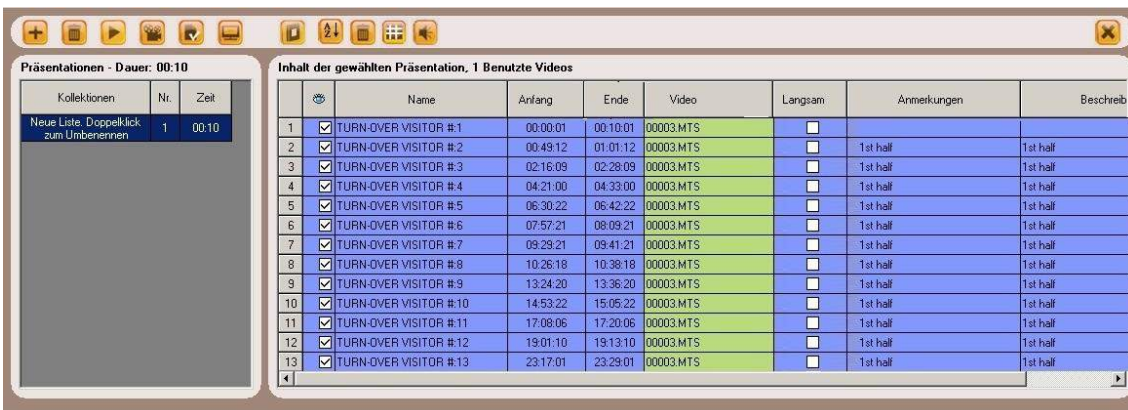 Präsentationen - Dauer: 00:10
Kollektionen Nr. Zeit
Neue Liste. Doppelklick
zum Umbenennen 1 00:10
Inhalt der gewählten Präsentation, 1 Benutzte Videos
Name Anfang Ende Video Langsam Anmerkungen Beschreib
1 TURN-OVER VISITOR #:1 00:00:01 00:10:01 00003.MTS
2 TURN-OVER VISITOR #:2 00:49:12 01:01:12 00003.MTS 1st half 1st half
3 TURN-OVER VISITOR #:3 02:16:09 02:28:09 00003.MTS 1st half 1st half
4 TURN-OVER VISITOR #:4 04:21:00 04:33:00 00003.MTS 1st half 1st half
5 TURN-OVER VISITOR #:5 06:30:22 06:42:22 00003.MTS 1st half 1st half
6 TURN-OVER VISITOR #:6 07:57:21 08:09:21 00003.MTS 1st half 1st half
7 TURN-OVER VISITOR #:7 09:29:21 09:41:21 00003.MTS 1st half 1st half
8 TURN-OVER VISITOR #:8 10:26:18 10:38:18 00003.MTS 1st half 1st half
9 TURN-OVER VISITOR #:9 13:24:20 13:36:20 00003.MTS 1st half 1st half
10 TURN-OVER VISITOR #:10 14:53:22 15:05:22 00003.MTS 1st half 1st half
11 TURN-OVER VISITOR #:11 17:08:06 17:20:06 00003.MTS 1st half 1st half
12 TURN-OVER VISITOR #:12 19:01:10 19:13:10 00003.MTS 1st half 1st half
13 TURN-OVER VISITOR #:13 23:17:01 23:29:01 00003.MTS 1st half 1st half